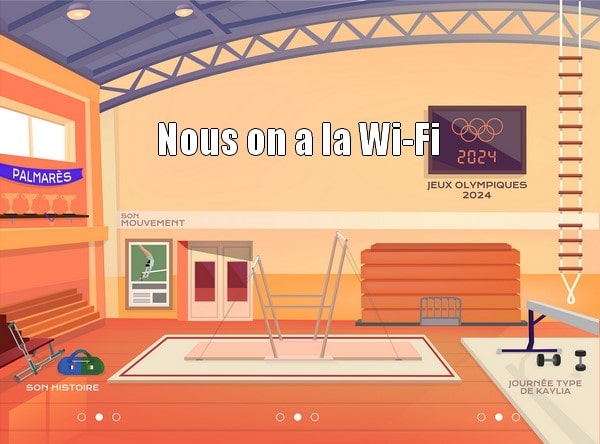 Nous on a la Wi-Fi
2024
JEUX OLYMPIQUES
2024
PALMARÈS
SON
MOUVEMENT
SON HISTOIRE
JOURNÉE TYPE
DE KAYLIA